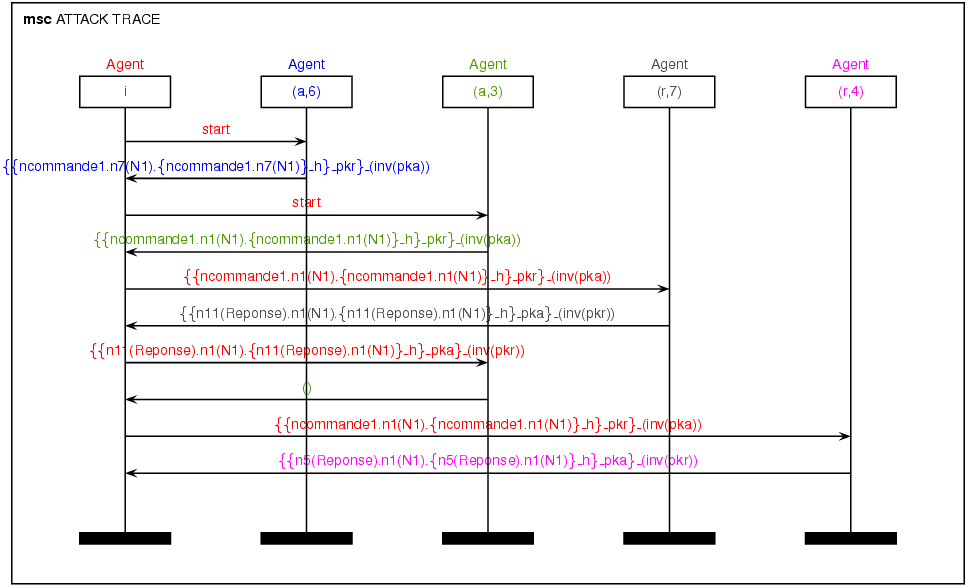 msc ATTACK TRACE
Agent Agent Agent Agent Agent
i (a,6) (a,3) (r,7) (r,4)
start
{{ncommande1.n7(N1).{ncommande1.n7(N1)}_h}_pkr}_(inv(pka))
start
{{ncommande1.n1(N1).{ncommande1.n1(N1)}_h}_pkr}_(inv(pka))
{{ncommande1.n1(N1).{ncommande1.n1(N1)}_h}_pkr}_(inv(pka))
{{n11(Reponse).n1(N1).{n11(Reponse).n1(N1)}_h}_pka}_(inv(pkr))
{{n11(Reponse).n1(N1).{n11(Reponse).n1(N1)}_h}_pka}_(inv(pkr))
()
{{ncommande1.n1(N1).{ncommande1.n1(N1)}_h}_pkr}_(inv(pka))
{{n5(Reponse).n1(N1).{n5(Reponse).n1(N1)}_h}_pka}_(inv(pkr))